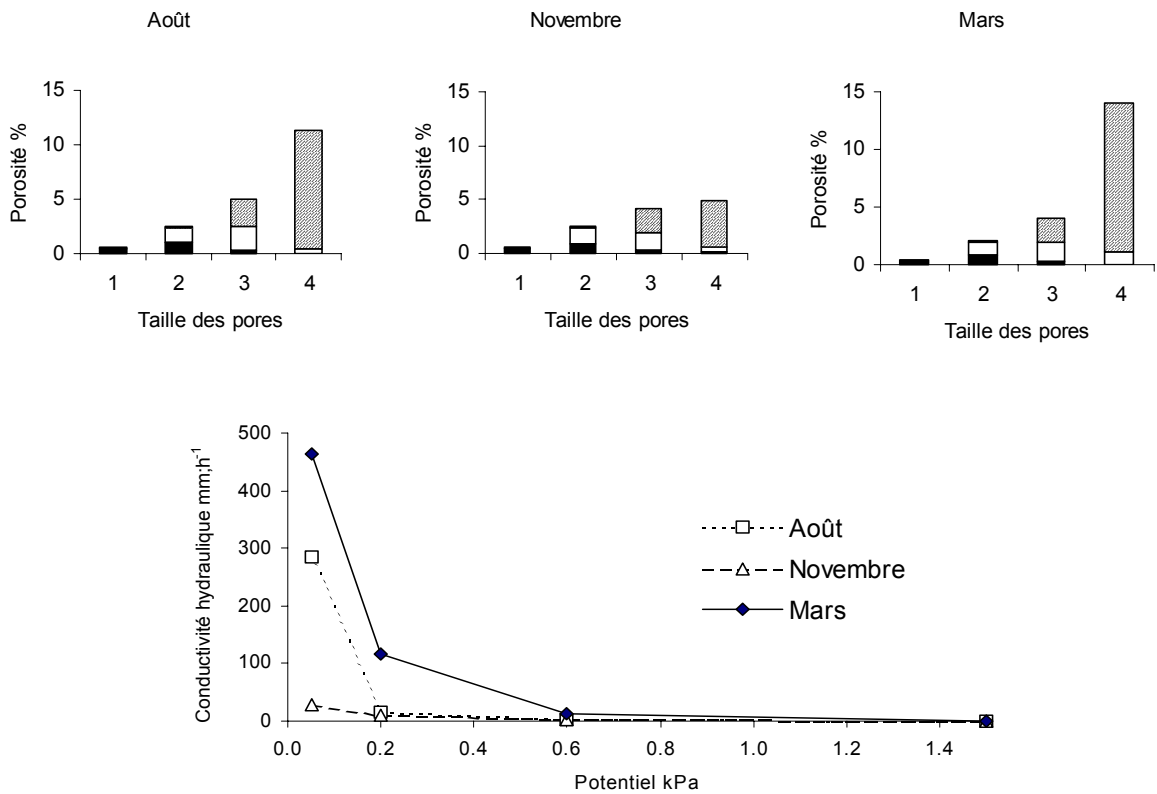 Août
Novembre
Mars
Porosité %
15
10
5
0
1 2 3 4
Taille des pores
Porosité %
15
10
5
0
1 2 3 4
Taille des pores
Porosité %
15
10
5
0
1 2 3 4
Taille des pores
Conductivité hydraulique mm;h-1
500
400
300
200
100
0
0.0 0.2 0.4 0.6 0.8 1.0 1.2 1.4
Potentiel kPa
Août
Novembre
Mars